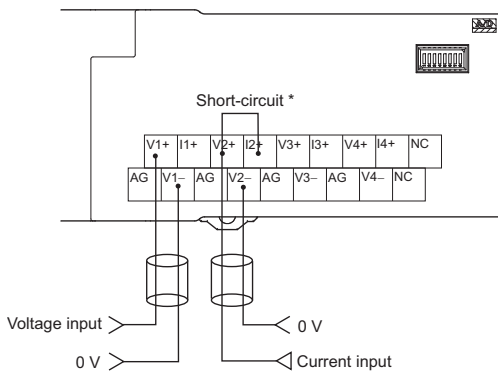 A/D
Short-circuit *
V1+ I1+ V2+ I2+ V3+ I3+ V4+ I4+ NC
AG V1– AG V2– AG V3– AG V4– NC
Voltage input
0 V
0 V
Current input